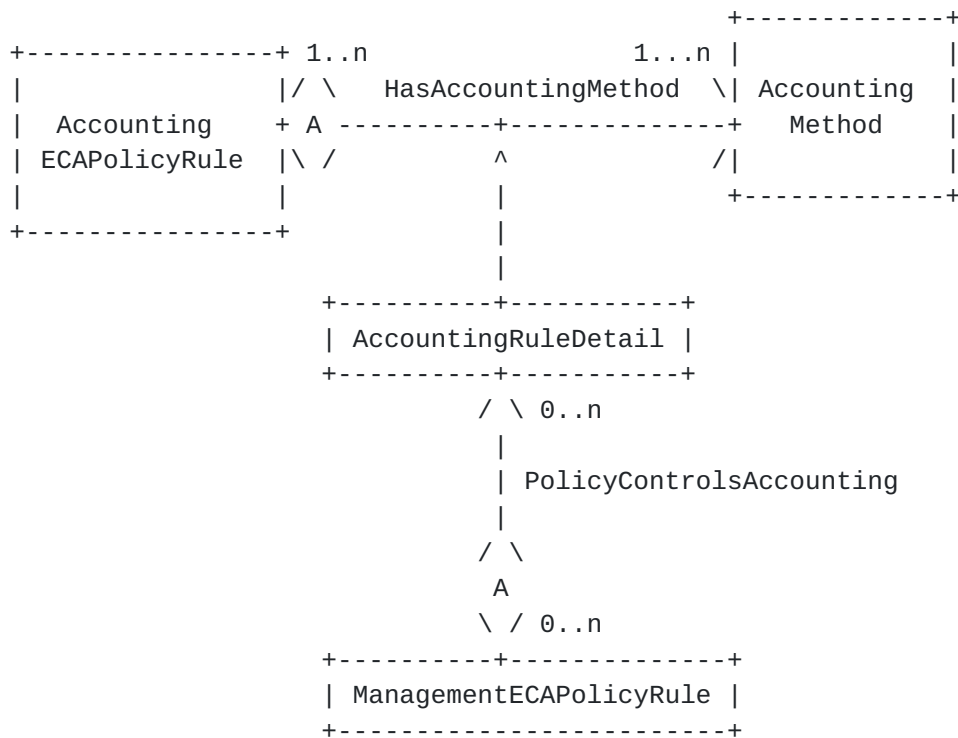 +-------------+
+----------------+ 1..n                 1...n |             |
|                |/ \   HasAccountingMethod  \| Accounting  |
|  Accounting    + A ----------+--------------+   Method    |
| ECAPolicyRule  |\ /          ^             /|             |
|                |             |              +-------------+
+----------------+             |
                               |
                    +----------+-----------+
                    | AccountingRuleDetail |
                    +----------+-----------+
                              / \ 0..n
                               |
                               | PolicyControlsAccounting
                               |
                              / \
                               A
                              \ / 0..n
                    +----------+--------------+
                    | ManagementECAPolicyRule |
                    +-------------------------+